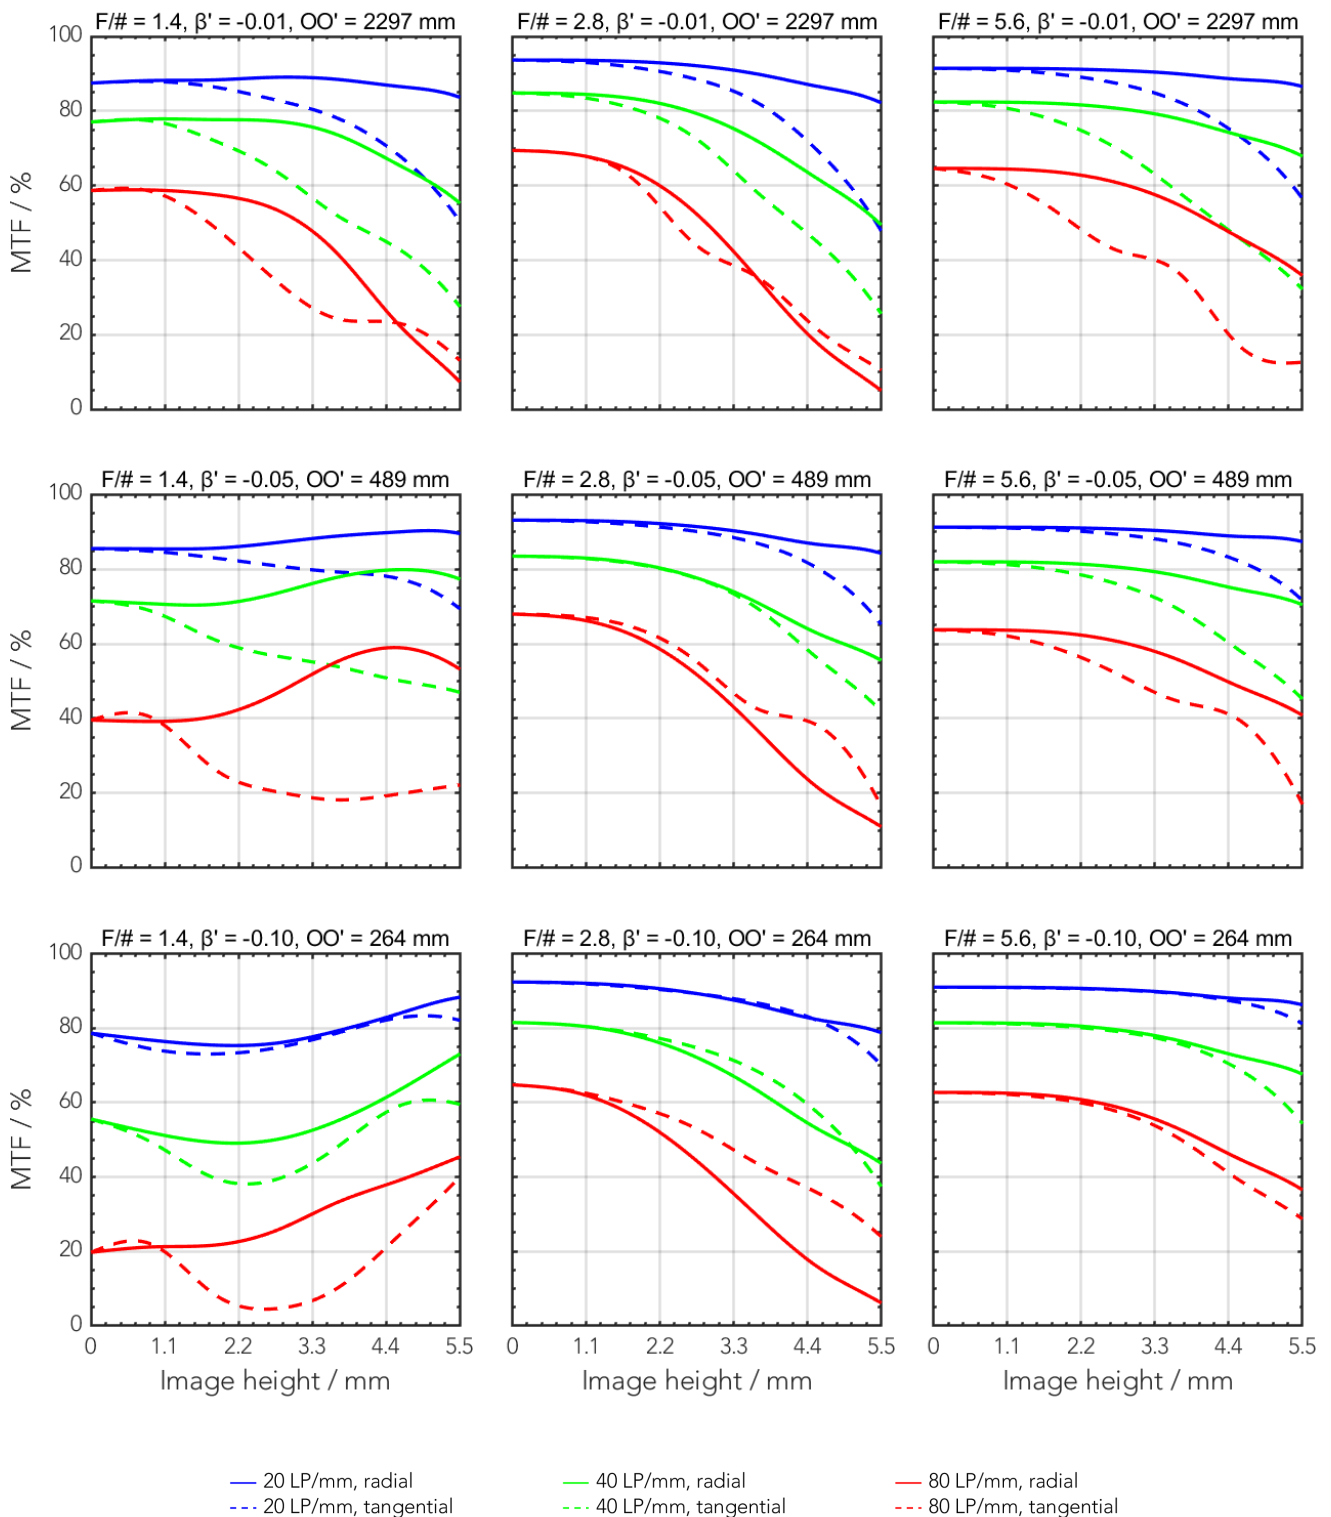 F/# = 1.4, β' = -0.01, OO' = 2297 mm
F/# = 2.8, β' = -0.01, OO' = 2297 mm
F/# = 5.6, β' = -0.01, OO' = 2297 mm
100
80
60
40
20
0
MTF / %
F/# = 1.4, β' = -0.05, OO' = 489 mm
F/# = 2.8, β' = -0.05, OO' = 489 mm
F/# = 5.6, β' = -0.05, OO' = 489 mm
100
80
60
40
20
0
MTF / %
F/# = 1.4, β' = -0.10, OO' = 264 mm
F/# = 2.8, β' = -0.10, OO' = 264 mm
F/# = 5.6, β' = -0.10, OO' = 264 mm
100
80
60
40
20
0
MTF / %
0 1.1 2.2 3.3 4.4 5.5
0 1.1 2.2 3.3 4.4 5.5
0 1.1 2.2 3.3 4.4 5.5
Image height / mm
Image height / mm
Image height / mm
20 LP/mm, radial
40 LP/mm, radial
80 LP/mm, radial
20 LP/mm, tangential
40 LP/mm, tangential
80 LP/mm, tangential